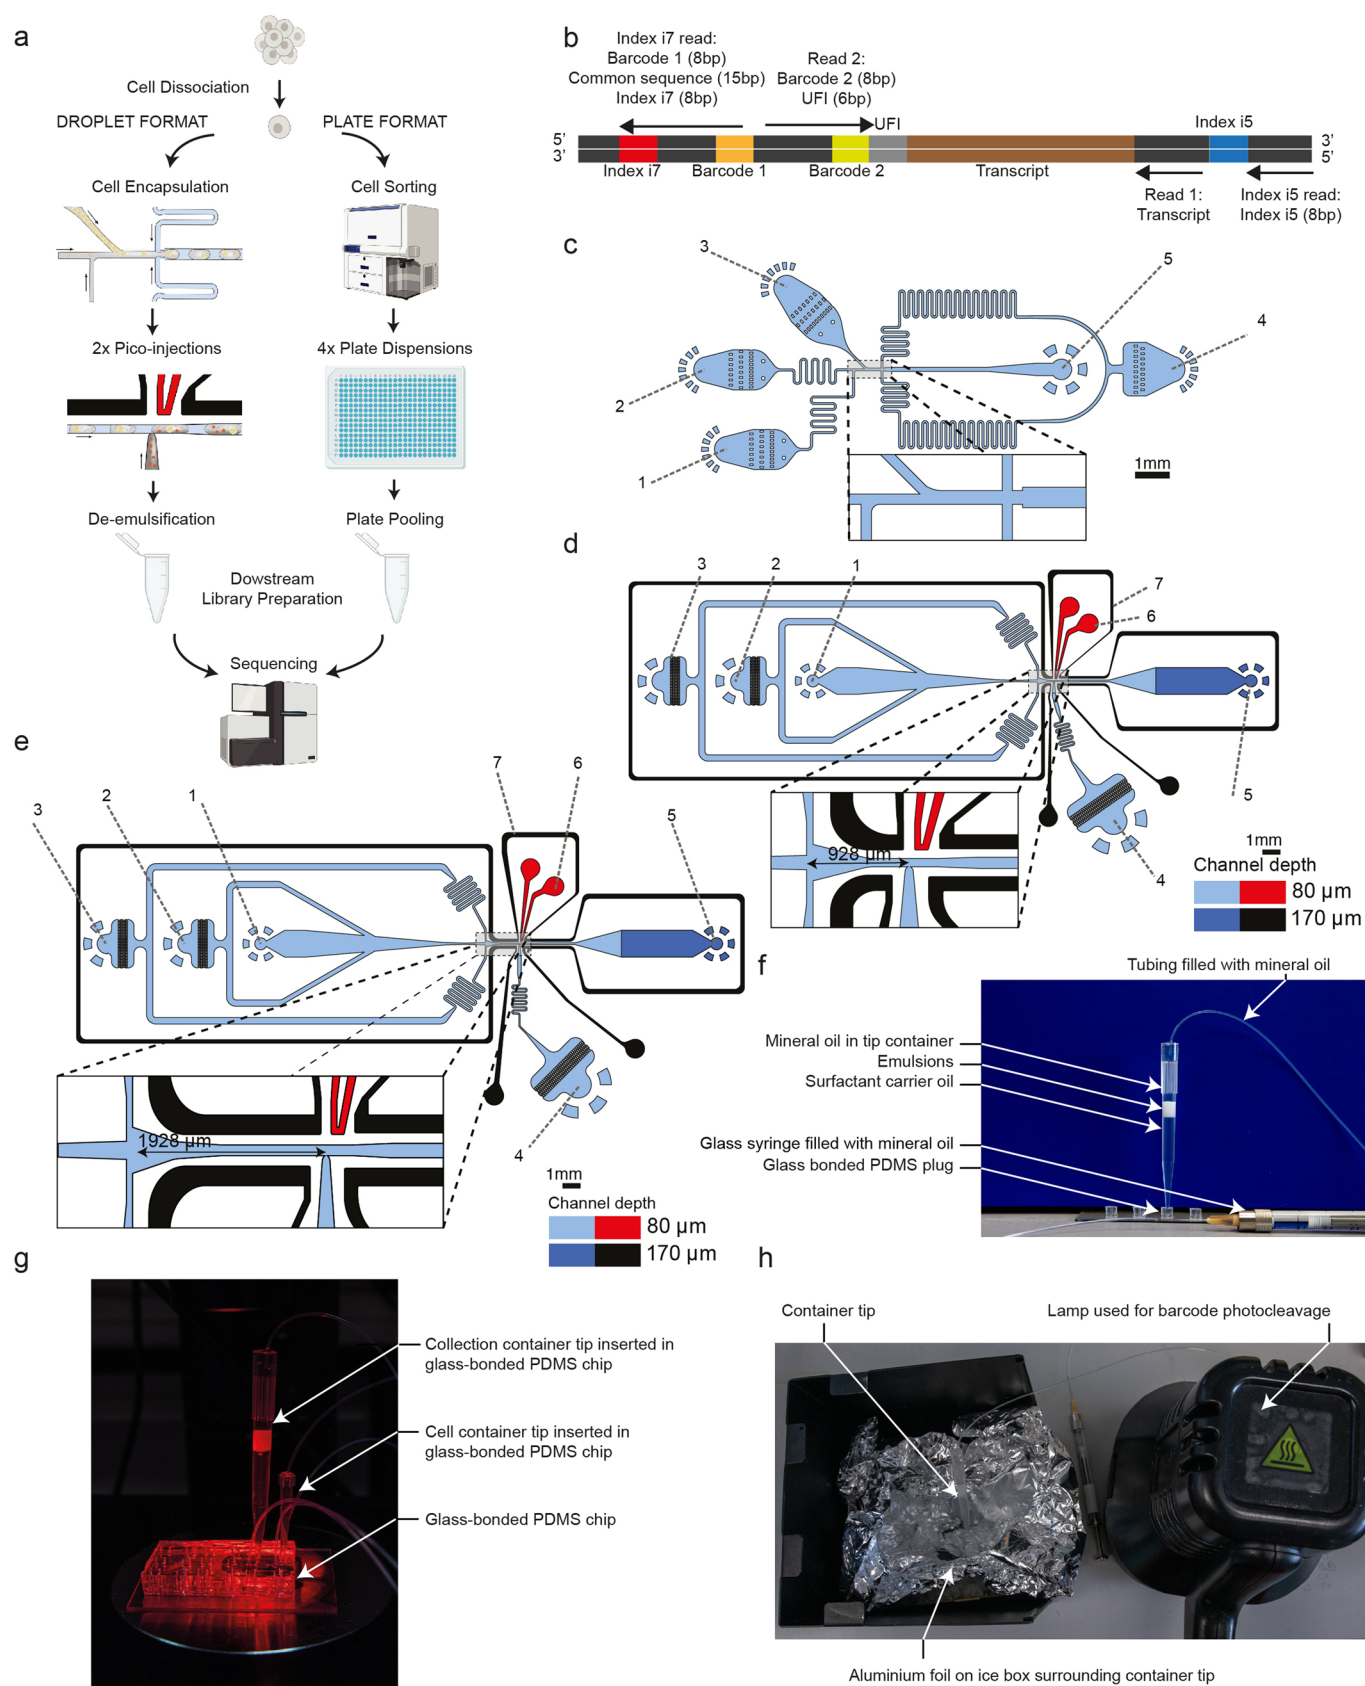 a
Cell Dissociation
DROPLET FORMAT
PLATE FORMAT
Cell Encapsulation
Cell Sorting
2x Pico-injections
4x Plate Dispensions
De-emulsification
Plate Pooling
Dowstream
Library Preparation
Sequencing
b
Index i7 read:
Barcode 1 (8bp)
Common sequence (15bp)
Index i7 (8bp)
Read 2:
Barcode 2 (8bp)
UFI (6bp)
UFI
Index i5
5'
3'
3'
5'
Index i7
Barcode 1
Barcode 2
Transcript
Read 1:
Transcript
Index i5 read:
Index i5 (8bp)
c
3
5
4
2
1
1mm
d
3
2
1
7
6
5
4
928 µm
1mm
Channel depth
80 µm
170 µm
e
3
2
1
7
6
5
4
1928 µm
1mm
Channel depth
80 µm
170 µm
f
Tubing filled with mineral oil
Mineral oil in tip container
Emulsions
Surfactant carrier oil
Glass syringe filled with mineral oil
Glass bonded PDMS plug
g
Collection container tip inserted in
glass-bonded PDMS chip
Cell container tip inserted in
glass-bonded PDMS chip
Glass-bonded PDMS chip
h
Container tip
Lamp used for barcode photocleavage
Aluminium foil on ice box surrounding container tip